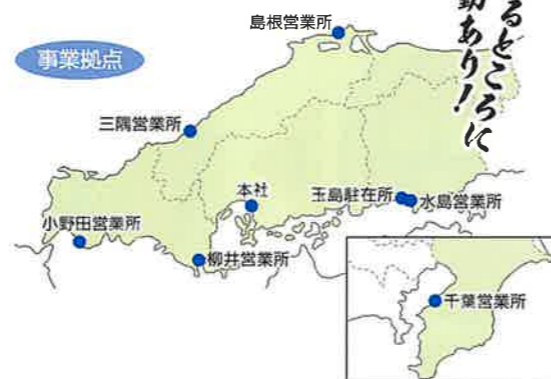 るどころに
動あり！
島根営業所
事業拠点
三隅営業所
本社
玉島駐在所
水島営業所
小野田営業所
柳井営業所
千葉営業所